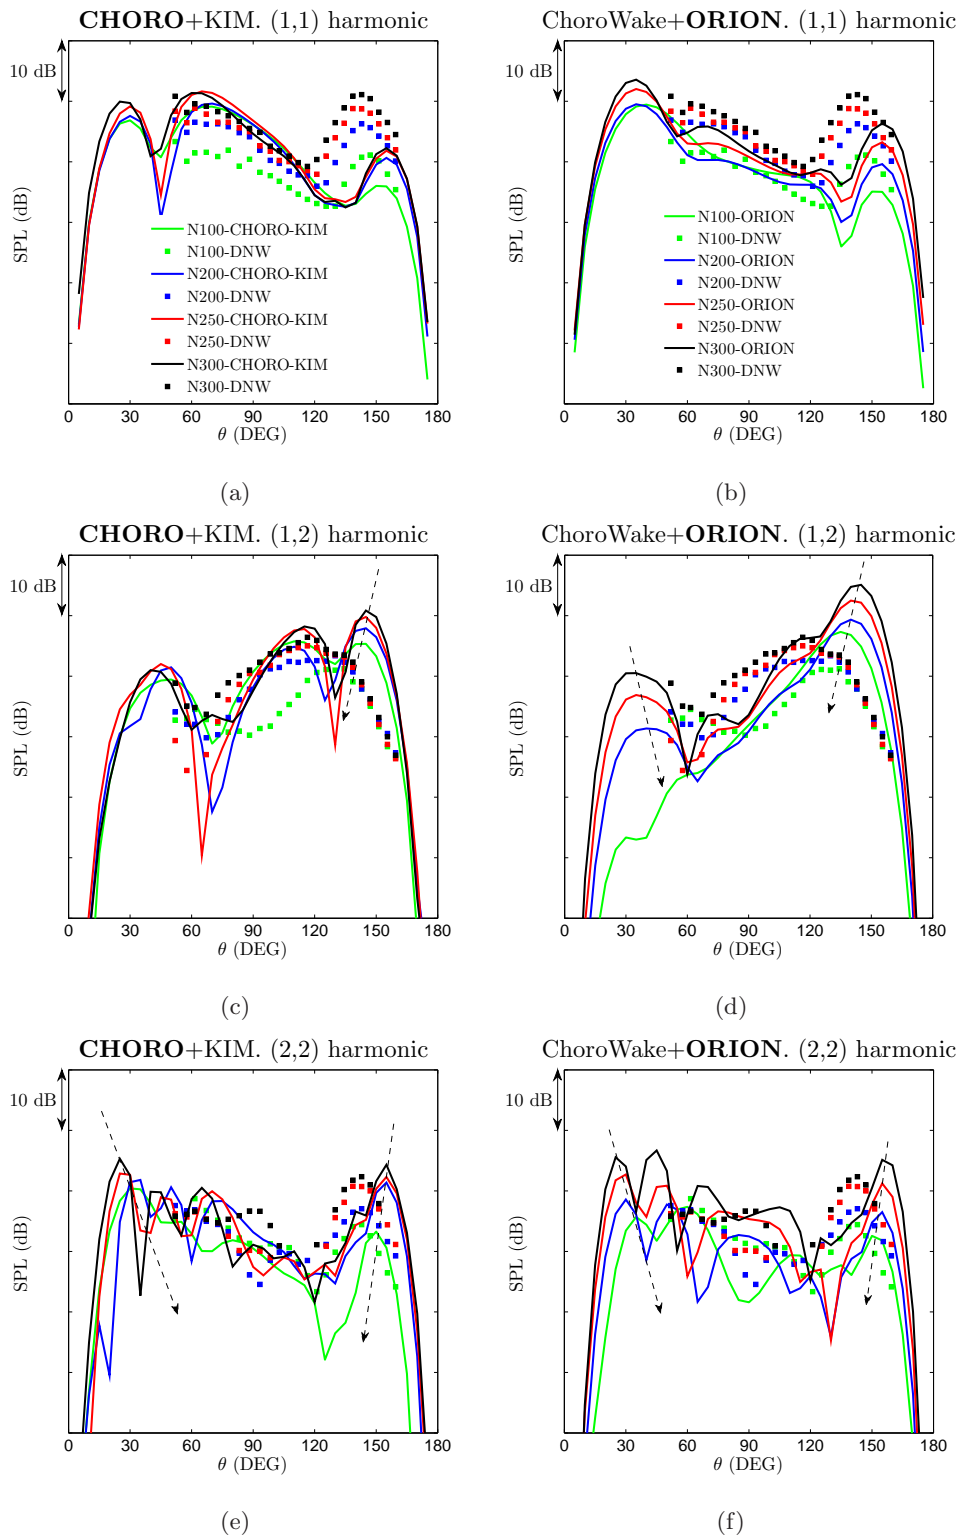 CHORO+KIM. (1,1) harmonic
10 dB
SPL (dB)
N100-CHORO-KIM
N100-DNW
N200-CHORO-KIM
N200-DNW
N250-CHORO-KIM
N250-DNW
N300-CHORO-KIM
N300-DNW
0 30 60 90 120 150 180
θ (DEG)
(a)
ChoroWake+ORION. (1,1) harmonic
10 dB
SPL (dB)
N100-ORION
N100-DNW
N200-ORION
N200-DNW
N250-ORION
N250-DNW
N300-ORION
N300-DNW
0 30 60 90 120 150 180
θ (DEG)
(b)
CHORO+KIM. (1,2) harmonic
10 dB
SPL (dB)
0 30 60 90 120 150 180
θ (DEG)
(c)
ChoroWake+ORION. (1,2) harmonic
10 dB
SPL (dB)
0 30 60 90 120 150 180
θ (DEG)
(d)
CHORO+KIM. (2,2) harmonic
10 dB
SPL (dB)
0 30 60 90 120 150 180
θ (DEG)
(e)
ChoroWake+ORION. (2,2) harmonic
10 dB
SPL (dB)
0 30 60 90 120 150 180
θ (DEG)
(f)